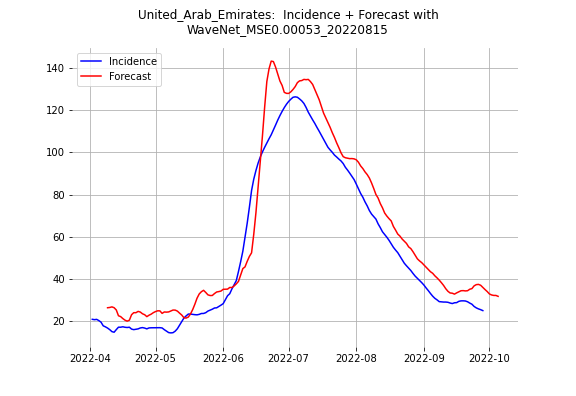 United_Arab_Emirates:  Incidence + Forecast with
WaveNet_MSE0.00053_20220815
Incidence
Forecast
140
120
100
80
60
40
20
2022-04 2022-05 2022-06 2022-07 2022-08 2022-09 2022-10